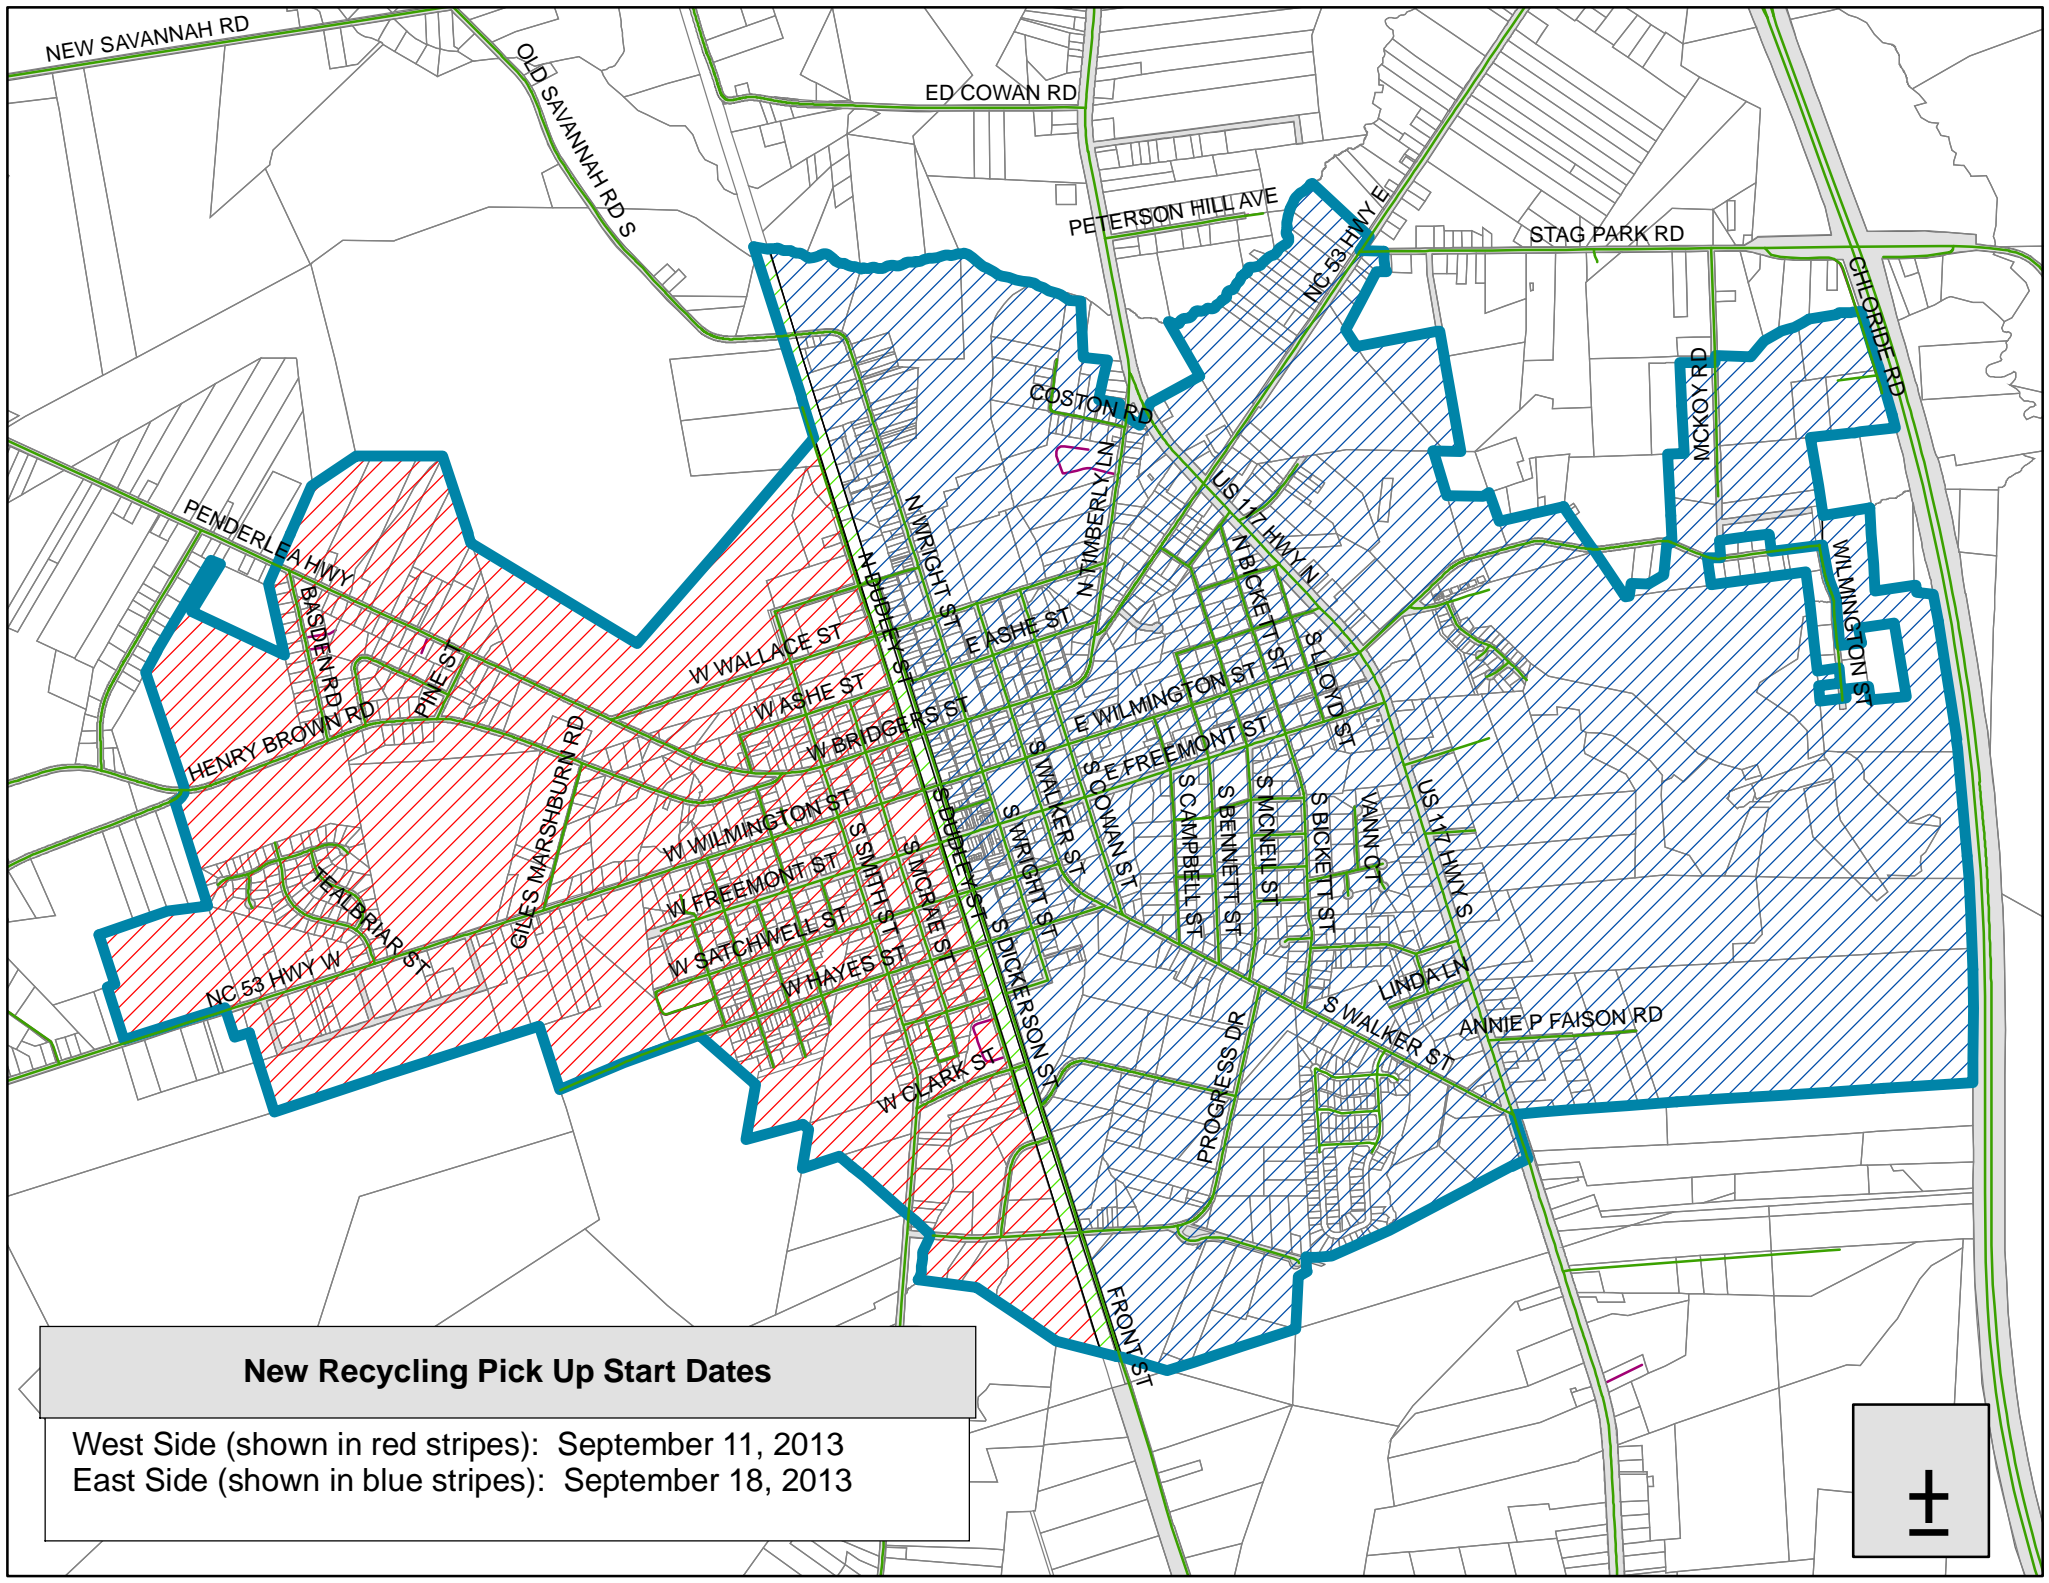 NEW SAVANNAH RD
OLD SAVANNAH RD S
ED COWAN RD
PETERSON HILL AVE
NC 53 HWY E
STAG PARK RD
CHLORIDE RD
MCKOY RD
COSTON RD
N TIMBERLY LN
US 117 HWY N
N WRIGHT ST
N DUDLEY ST
N BICKETT ST
PENDERLEA HWY
BASDEN RD
PINE ST
HENRY BROWN RD
W WALLACE ST
E ASHE ST
W ASHE ST
W BRIDGERS ST
E WILMINGTON ST
S LLOYD ST
WILMINGTON ST
E FREEMONT ST
GILES MARSHBURN RD
W WILMINGTON ST
W FREEMONT ST
W SATCHWELL ST
W HAYES ST
S SMITH ST
S MCRAE ST
S DUDLEY ST
S WRIGHT ST
S WALKER ST
S COWAN ST
S CAMPBELL ST
S BENNETT ST
S MCNEIL ST
S BICKETT ST
VANN CT
US 117 HWY S
TEALBRIAR ST
NC 53 HWY W
S DICKERSON ST
LINDA LN
S WALKER ST
ANNIE P FAISON RD
W CLARK ST
PROGRESS DR
FRONT ST
New Recycling Pick Up Start Dates
West Side (shown in red stripes): September 11, 2013
East Side (shown in blue stripes): September 18, 2013
±